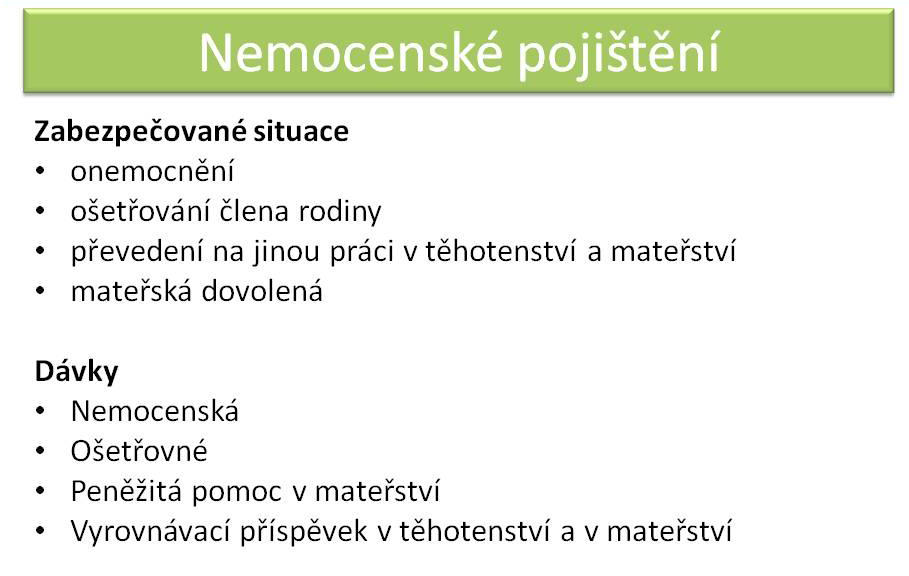 Nemocenské pojištění
Zabezpečované situace
• onemocnění
• ošetřování člena rodiny
• převedení na jinou práci v těhotenství a mateřství
• mateřská dovolená
Dávky
• Nemocenská
• Ošetřovné
• Peněžitá pomoc v mateřství
• Vyrovnávací příspěvek v těhotenství a v mateřství